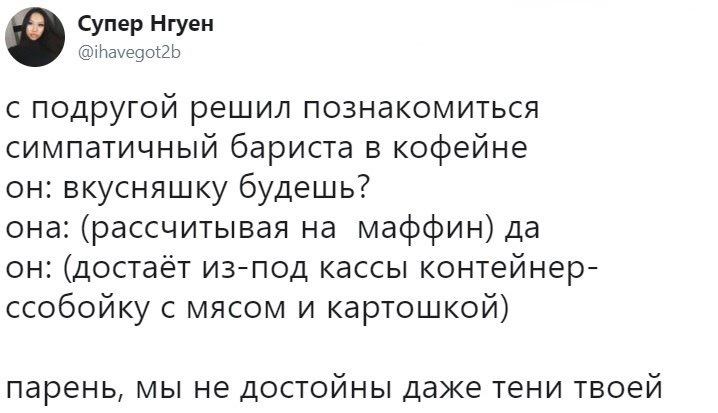 Супер Нгуен
@ihavegot2b
с подругой решил познакомиться
симпатичный бариста в кофейне
он: вкусняшку будешь?
она: (рассчитывая на  маффин) да
он: (достаёт из-под кассы контейнер-
ссобойку с мясом и картошкой)
парень, мы не достойны даже тени твоей